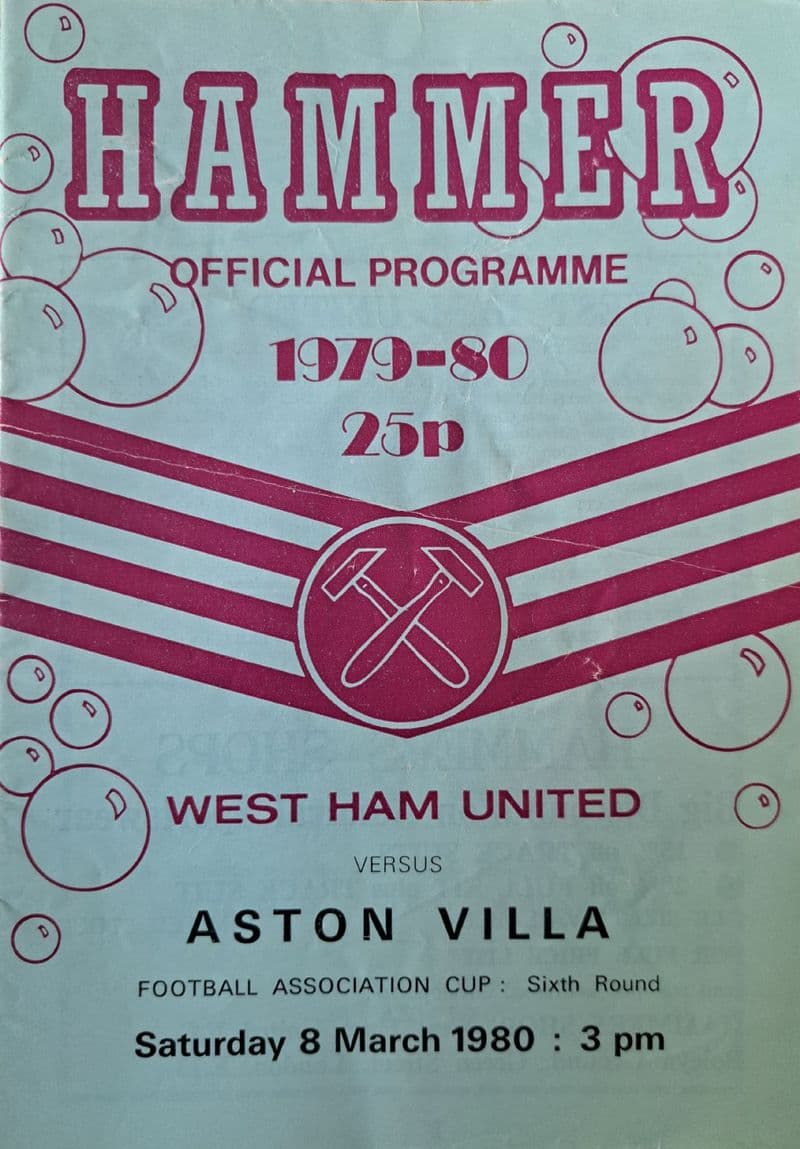 HAMMER
OFFICIAL PROGRAMME
1979-80
25p
WEST HAM UNITED
VERSUS
ASTON VILLA
FOOTBALL ASSOCIATION CUP : Sixth Round
Saturday 8 March 1980 : 3 pm